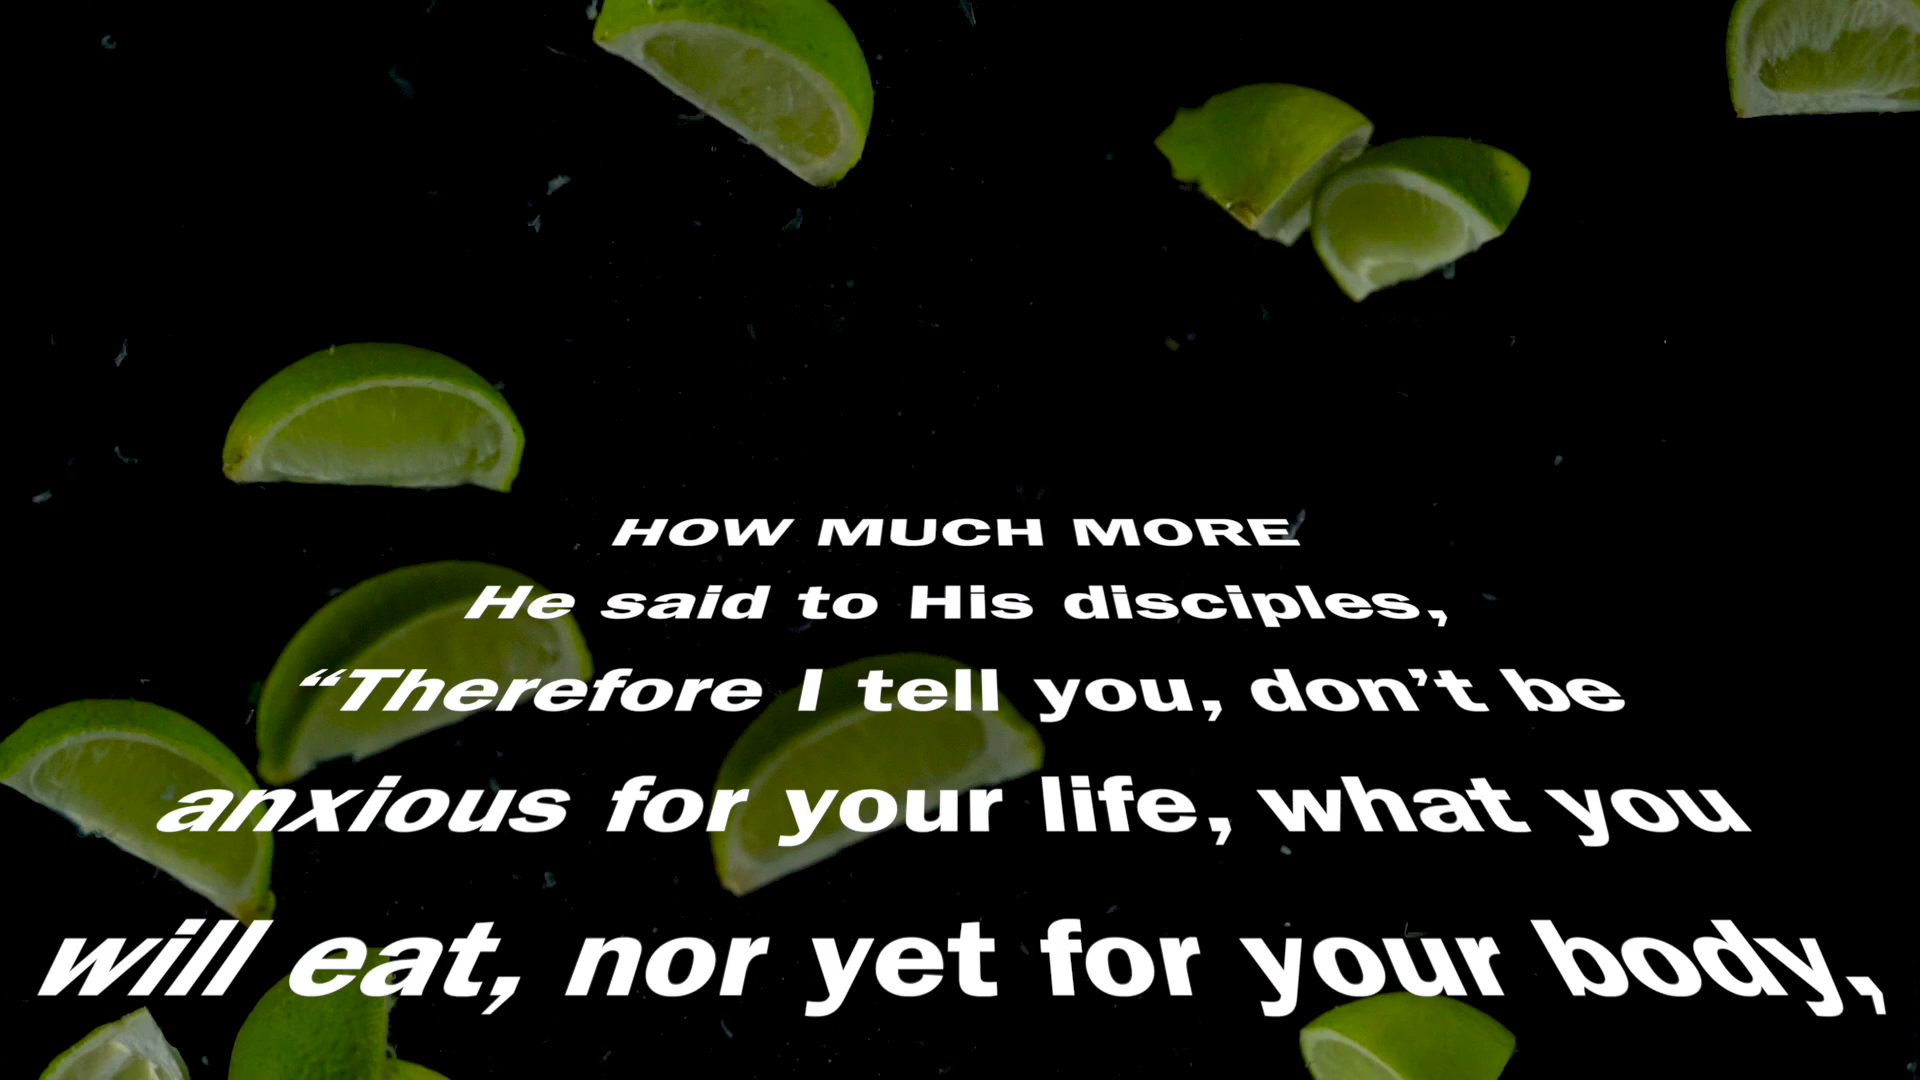 HOW MUCH MORE
He said to His disciples,
“Therefore I tell you, don’t be
anxious for your life, what you
will eat, nor yet for your body,